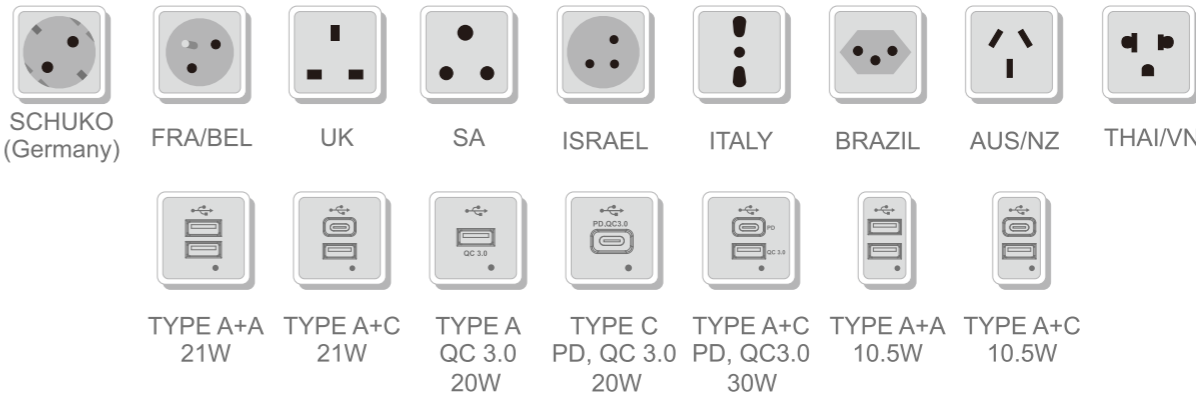 SCHUKO
(Germany)
FRA/BEL
UK
SA
ISRAEL
ITALY
BRAZIL
AUS/NZ
THAI/VN
QC 3.0
PD.QC3.0
PD
QC 3.0
TYPE A+A
21W
TYPE A+C
21W
TYPE A
QC 3.0
20W
TYPE C
PD, QC 3.0
20W
TYPE A+C
PD, QC3.0
30W
TYPE A+A
10.5W
TYPE A+C
10.5W